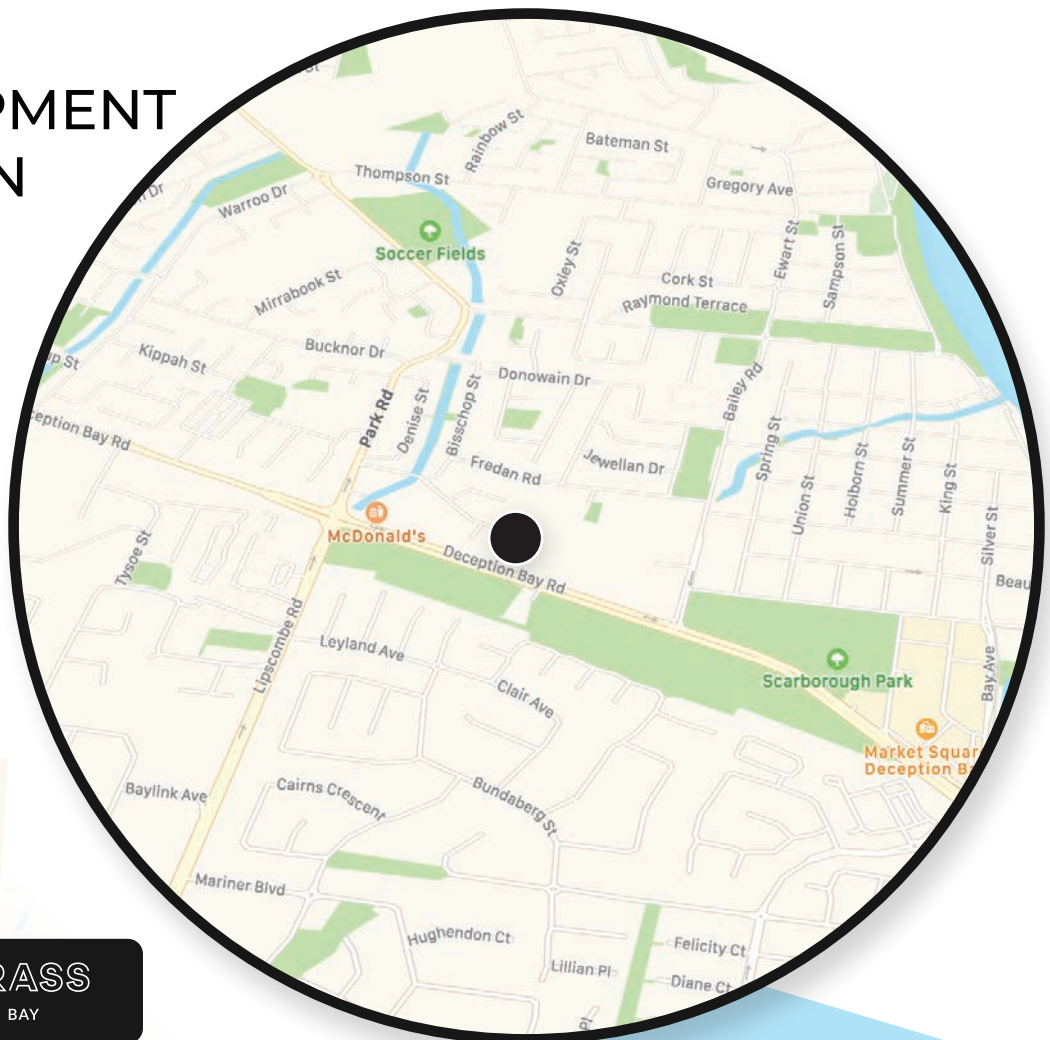 PMENT
N
Rainbow St
Bateman St
Thompson St
Gregory Ave
Warroo Dr
Soccer Fields
Oxley St
Ewart St
Sampson St
Mirrabook St
Cork St
Raymond Terrace
Bucknor Dr
Kippah St
up St
Donowain Dr
Bailey Rd
Park Rd
Denise St
Bisschop St
eption Bay Rd
Fredan Rd
Jewellan Dr
Spring St
Union St
Holborn St
Summer St
King St
Silver St
McDonald's
Deception Bay Rd
Tysoe St
Beau
Lipscombe Rd
Leyland Ave
Clair Ave
Scarborough Park
Bay Ave
Market Squar
Deception Ba
Baylink Ave
Cairns Crescent
Bundaberg St
Mariner Blvd
Hughendon Ct
Lillian Pl
Felicity Ct
Diane Ct
Pl
RASS
BAY